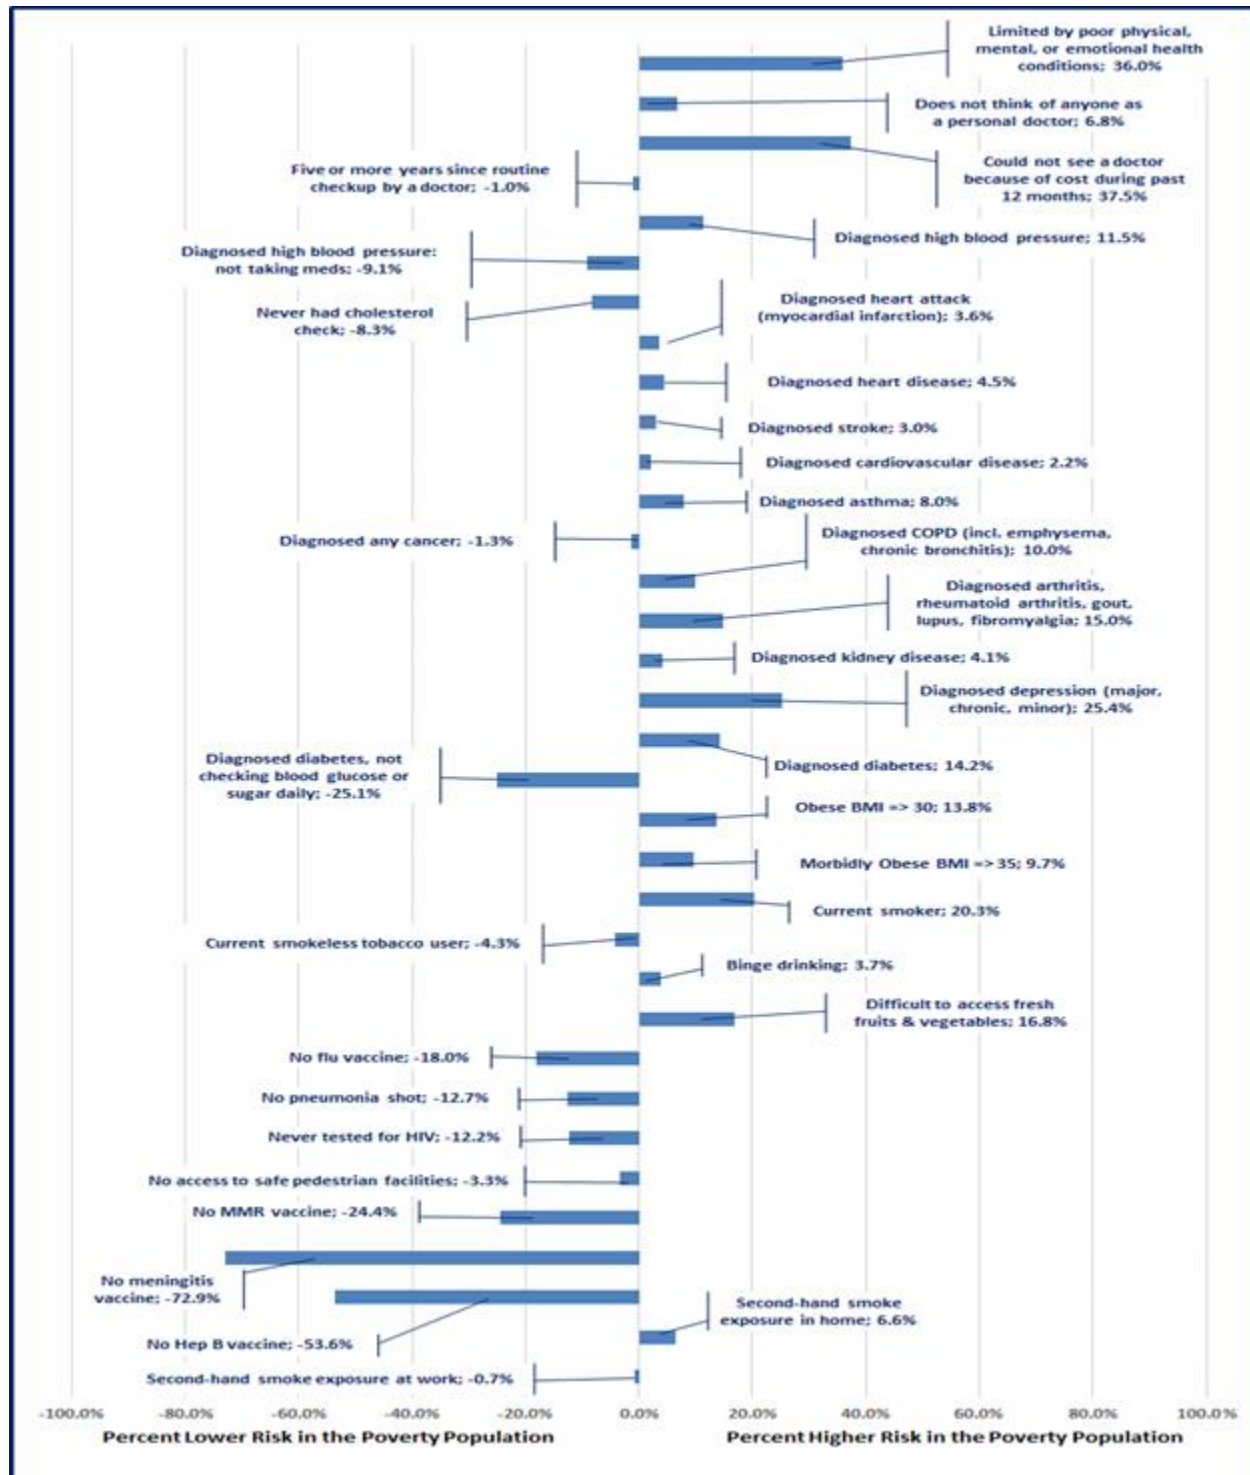 Limited by poor physical,
mental, or emotional health
conditions; 36.0%
Does not think of anyone as
a personal doctor; 6.8%
Could not see a doctor
because of cost during past
12 months; 37.5%
Five or more years since routine
checkup by a doctor; -1.0%
Diagnosed high blood pressure; 11.5%
Diagnosed high blood pressure:
not taking meds; -9.1%
Never had cholesterol
check; -8.3%
Diagnosed heart attack
(myocardial infarction); 3.6%
Diagnosed heart disease; 4.5%
Diagnosed stroke; 3.0%
Diagnosed cardiovascular disease; 2.2%
Diagnosed asthma; 8.0%
Diagnosed any cancer; -1.3%
Diagnosed COPD (incl. emphysema,
chronic bronchitis); 10.0%
Diagnosed arthritis,
rheumatoid arthritis, gout,
lupus, fibromyalgia; 15.0%
Diagnosed kidney disease; 4.1%
Diagnosed depression (major,
chronic, minor); 25.4%
Diagnosed diabetes; 14.2%
Diagnosed diabetes, not
checking blood glucose or
sugar daily; -25.1%
Obese BMI => 30; 13.8%
Morbidly Obese BMI => 35; 9.7%
Current smoker; 20.3%
Current smokeless tobacco user; -4.3%
Binge drinking; 3.7%
Difficult to access fresh
fruits & vegetables; 16.8%
No flu vaccine; -18.0%
No pneumonia shot; -12.7%
Never tested for HIV; -12.2%
No access to safe pedestrian facilities; -3.3%
No MMR vaccine; -24.4%
No meningitis
vaccine; -72.9%
No Hep B vaccine; -53.6%
Second-hand smoke
exposure in home; 6.6%
Second-hand smoke exposure at work; -0.7%
-100.0% -80.0% -60.0% -40.0% -20.0% 0.0% 20.0% 40.0% 60.0% 80.0% 100.0%
Percent Lower Risk in the Poverty Population Percent Higher Risk in the Poverty Population